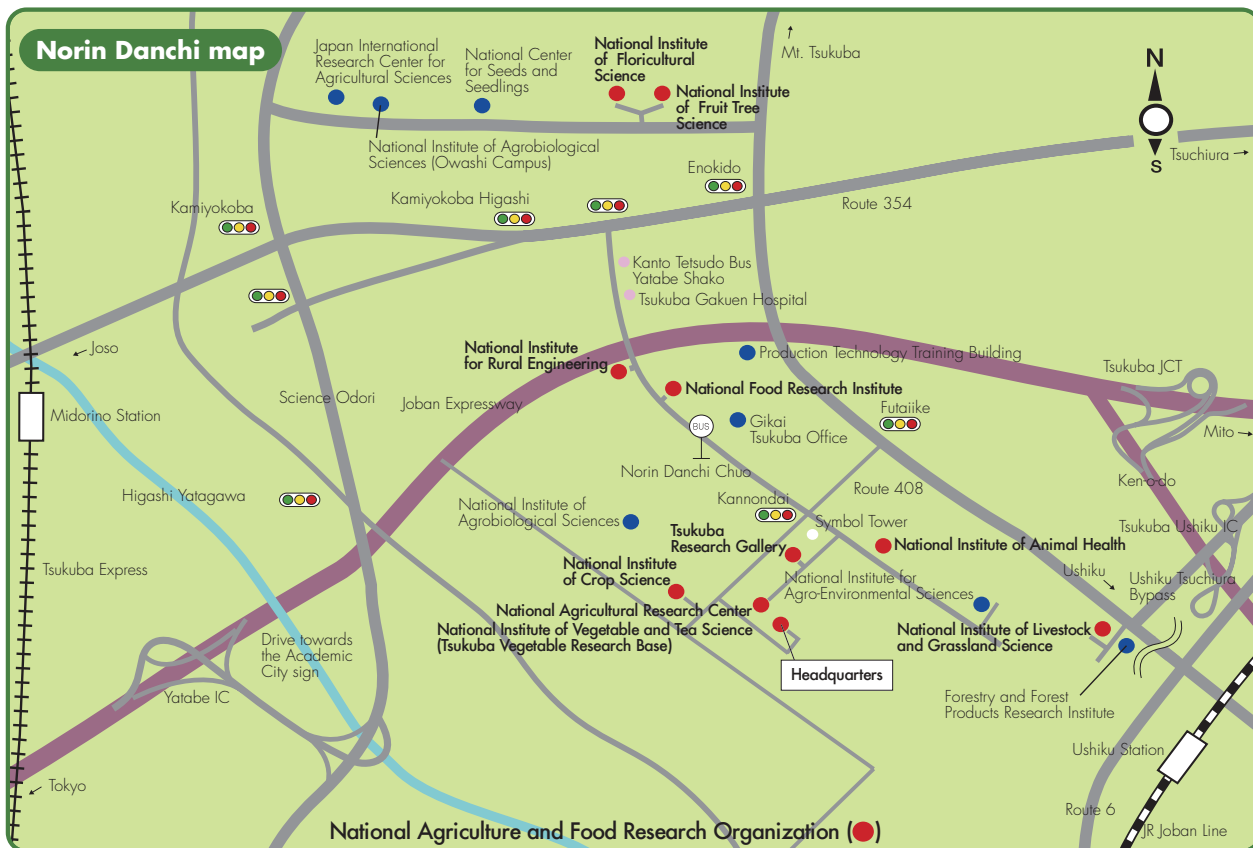 Norin Danchi map
Japan International
Research Center for
Agricultural Sciences
National Center
for Seeds and
Seedlings
National Institute
of Floricultural
Science
National Institute
of Fruit Tree
Science
Mt. Tsukuba
N
S
National Institute of Agrobiological
Sciences (Owashi Campus)
Tsuchiura
Enokido
Kamiyokoba
Kamiyokoba Higashi
Route 354
Kanto Tetsudo Bus
Yatabe Shako
Tsukuba Gakuen Hospital
Joso
National Institute
for Rural Engineering
Production Technology Training Building
Tsukuba JCT
National Food Research Institute
Science Odori
Joban Expressway
Midorino Station
BUS
Gikai
Tsukuba Office
Futaiike
Mito
Norin Danchi Chuo
Ken-o-do
Higashi Yatagawa
Route 408
Kannondai
National Institute of
Agrobiological Sciences
Symbol Tower
Tsukuba Ushiku IC
Tsukuba
Research Gallery
National Institute of Animal Health
Tsukuba Express
National Institute
of Crop Science
National Institute for
Agro-Environmental Sciences
Ushiku
Ushiku Tsuchiura
Bypass
National Agricultural Research Center
National Institute of Vegetable and Tea Science
(Tsukuba Vegetable Research Base)
National Institute of Livestock
and Grassland Science
Drive towards
the Academic
City sign
Headquarters
Yatabe IC
Forestry and Forest
Products Research Institute
Ushiku Station
Tokyo
Route 6
National Agriculture and Food Research Organization ( )
JR Joban Line